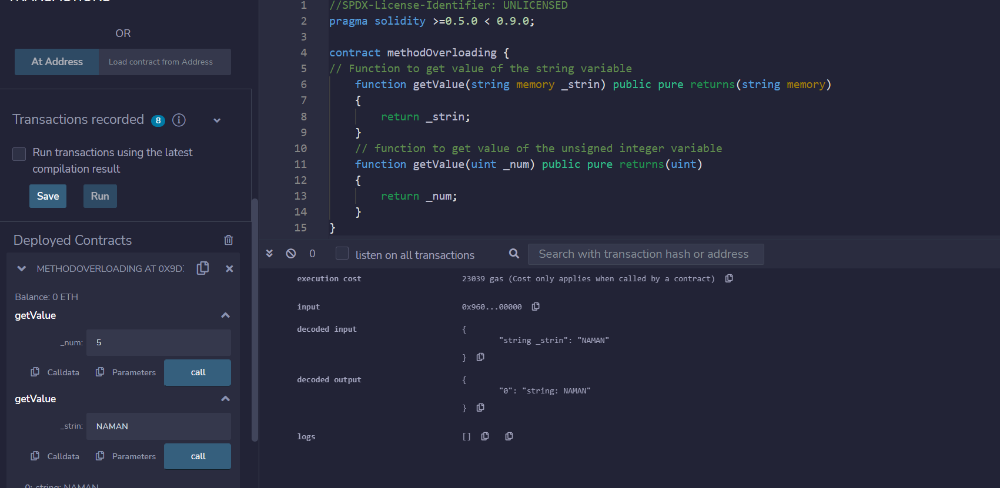 TRANSACTIONS
OR
At Address Load contract from Address
Transactions recorded 8 i
Run transactions using the latest
compilation result
Save Run
Deployed Contracts
METHODOVERLOADING AT 0X9D
Balance: 0 ETH
getValue
_num: 5
Calldata Parameters call
getValue
_strin: NAMAN
Calldata Parameters call
0: string: NAMAN
1 //SPDX-License-Identifier: UNLICENSED
2 pragma solidity >=0.5.0 < 0.9.0;
3
4 contract methodOverloading {
5 // Function to get value of the string variable
6 function getValue(string memory _strin) public pure returns(string memory)
7 {
8 return _strin;
9 }
10 // function to get value of the unsigned integer variable
11 function getValue(uint _num) public pure returns(uint)
12 {
13 return _num;
14 }
15 }
0 listen on all transactions Search with transaction hash or address
execution cost 23039 gas (Cost only applies when called by a contract)
input 0x960...00000
decoded input {
"string _strin": "NAMAN"
}
decoded output {
"0": "string: NAMAN"
}
logs []